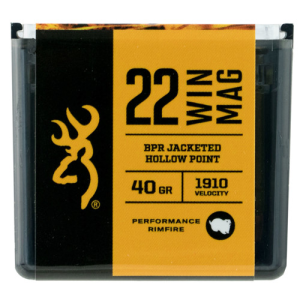 22 WIN MAG
BPR JACKETED
HOLLOW POINT
40 GR
1910
VELOCITY
PERFORMANCE
RIMFIRE
®